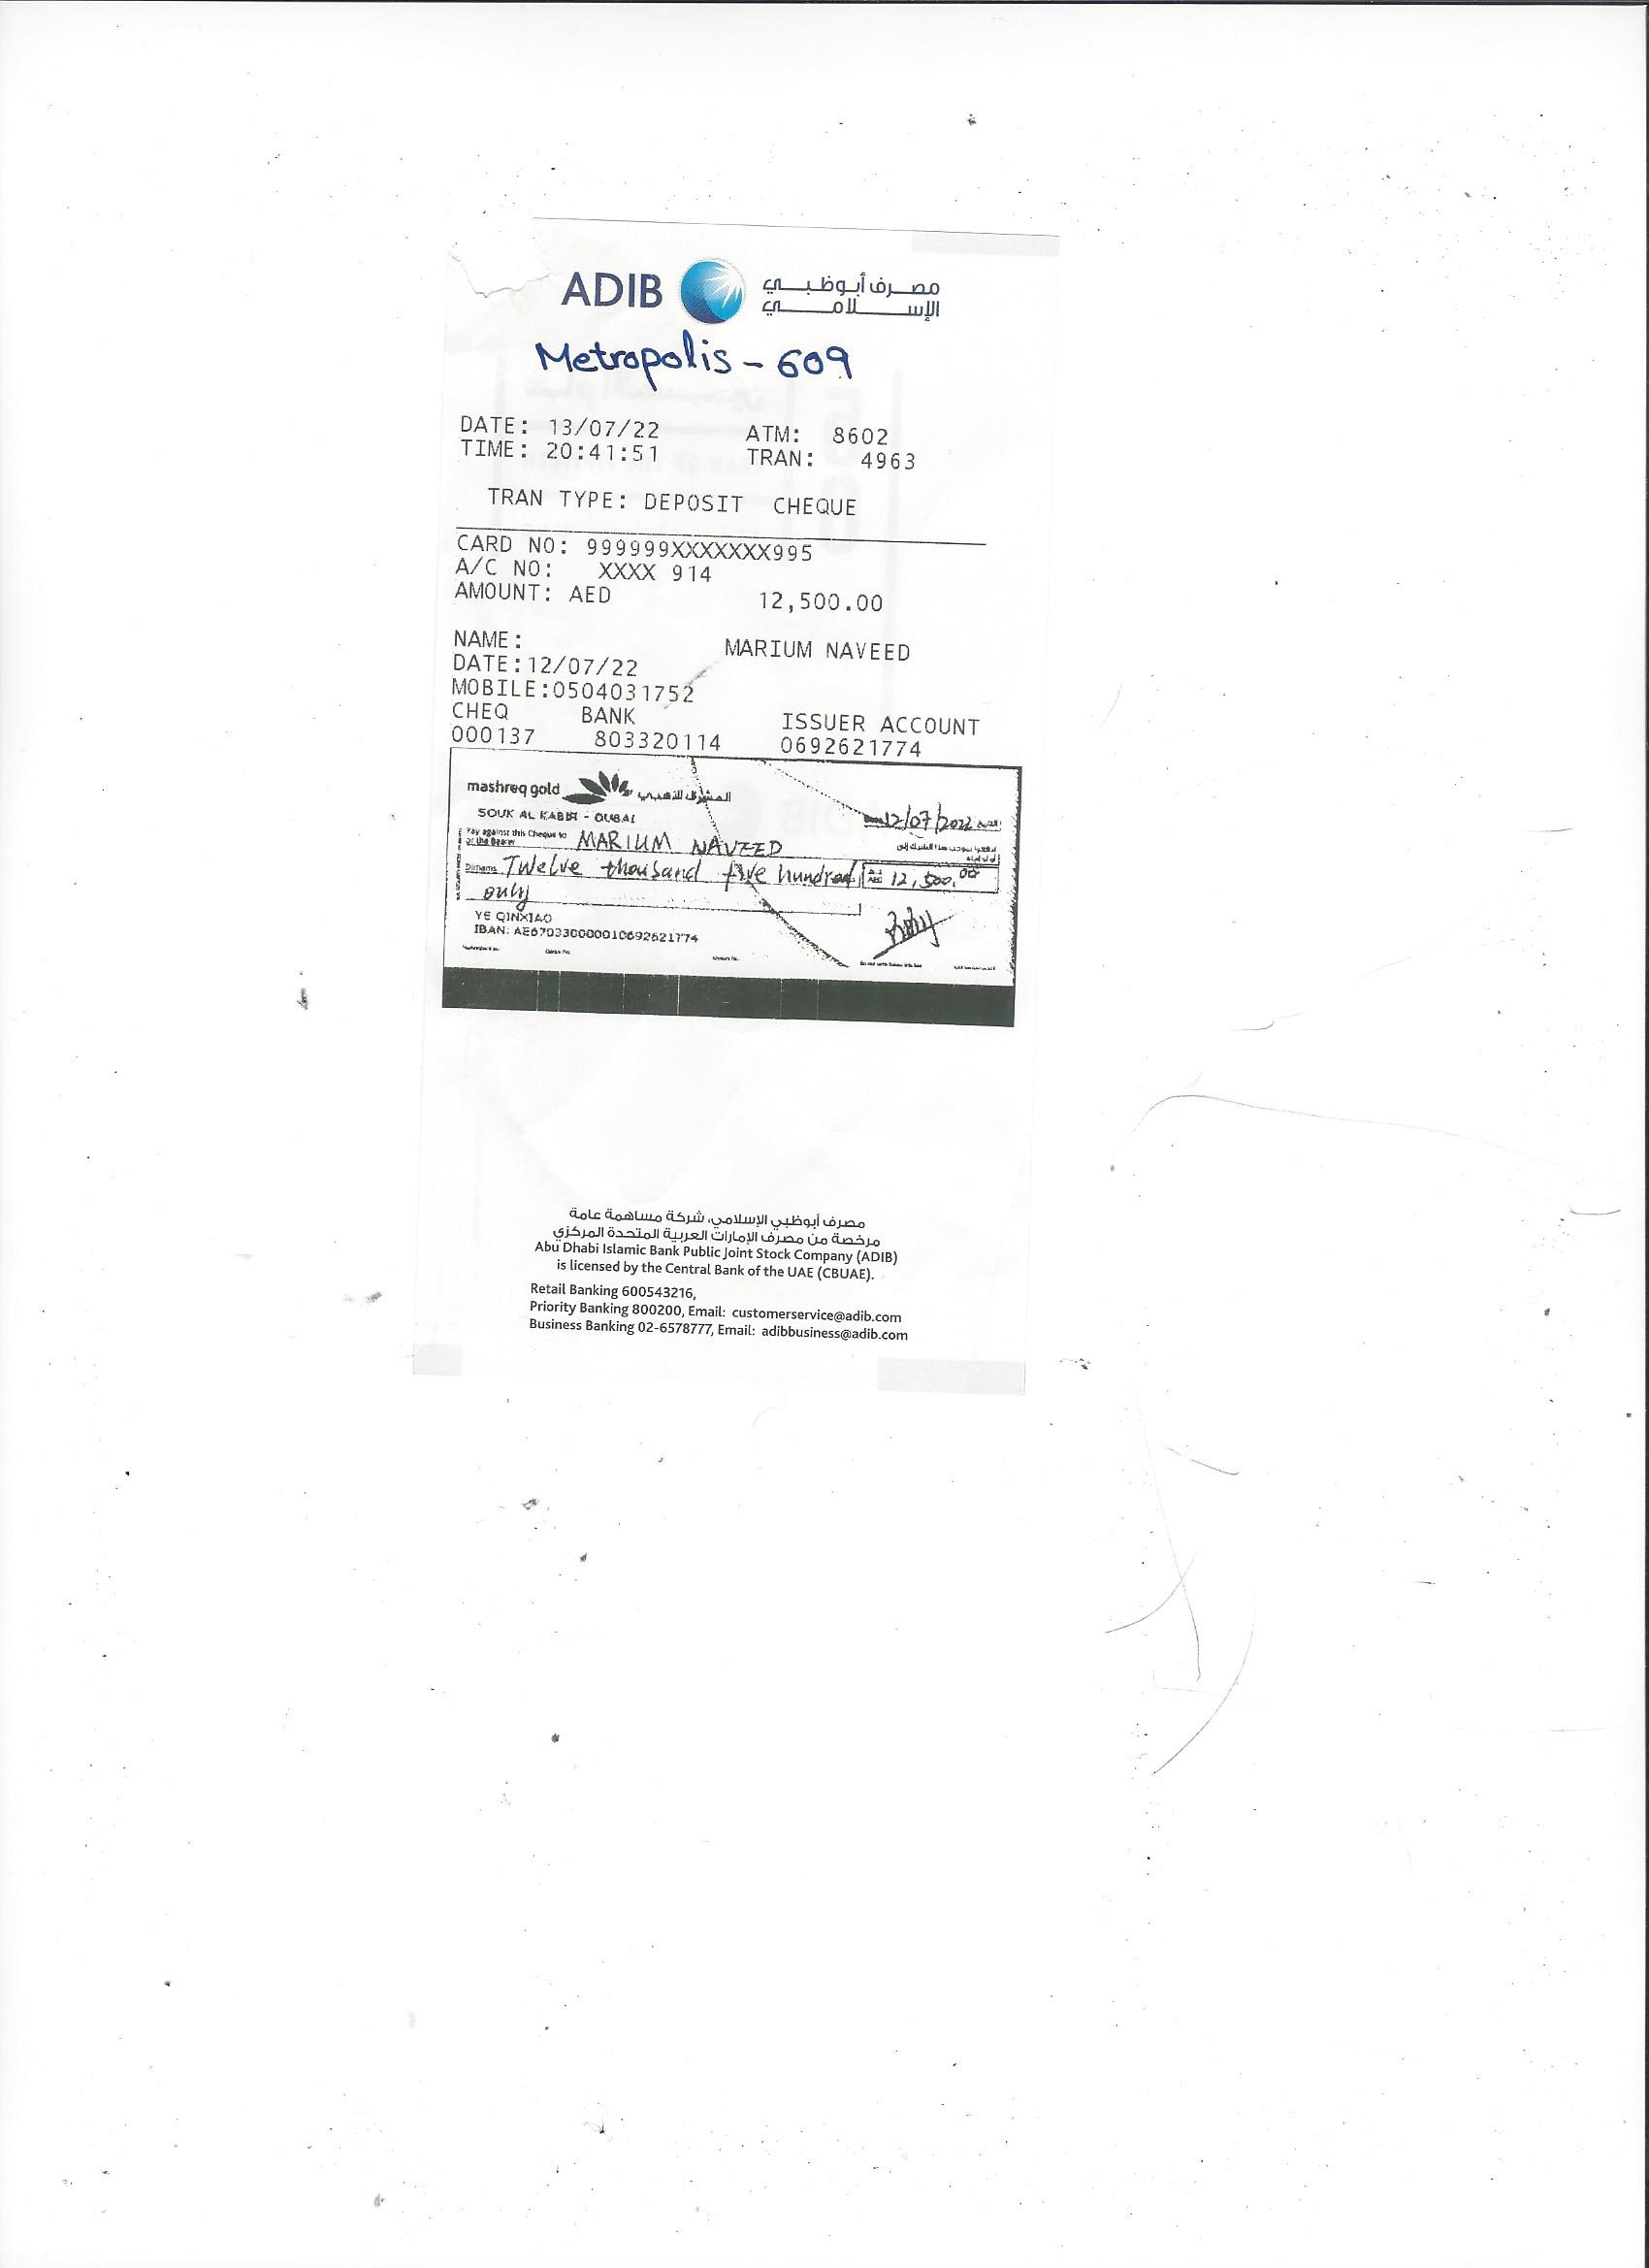 ADIB مصرف أبوظبي
الإسلامي
Metropolis - 609
DATE: 13/07/22 ATM: 8602
TIME: 20:41:51 TRAN: 4963
TRAN TYPE: DEPOSIT CHEQUE
CARD NO: 999999XXXXXXX995
A/C NO: XXXX 914
AMOUNT: AED 12,500.00
NAME: MARIUM NAVEED
DATE:12/07/22
MOBILE:0504031752
CHEQ BANK ISSUER ACCOUNT
000137 803320114 0692621774
mashreq gold المشرق الذهبي
SOUK AL KABIR - DUBAI
12/07/2022
Pay against this Cheque to MARIUM NAVEED
or the Bearer
Dirhams Twelve thousand five hundred AED 12,500.00
only
YE QINXIAO
IBAN: AE670330000010692621774
مصرف أبوظبي الإسلامي، شركة مساهمة عامة
مرخصة من مصرف الإمارات العربية المتحدة المركزي
Abu Dhabi Islamic Bank Public Joint Stock Company (ADIB)
is licensed by the Central Bank of the UAE (CBUAE).
Retail Banking 600543216,
Priority Banking 800200, Email: customerservice@adib.com
Business Banking 02-6578777, Email: adibbusiness@adib.com